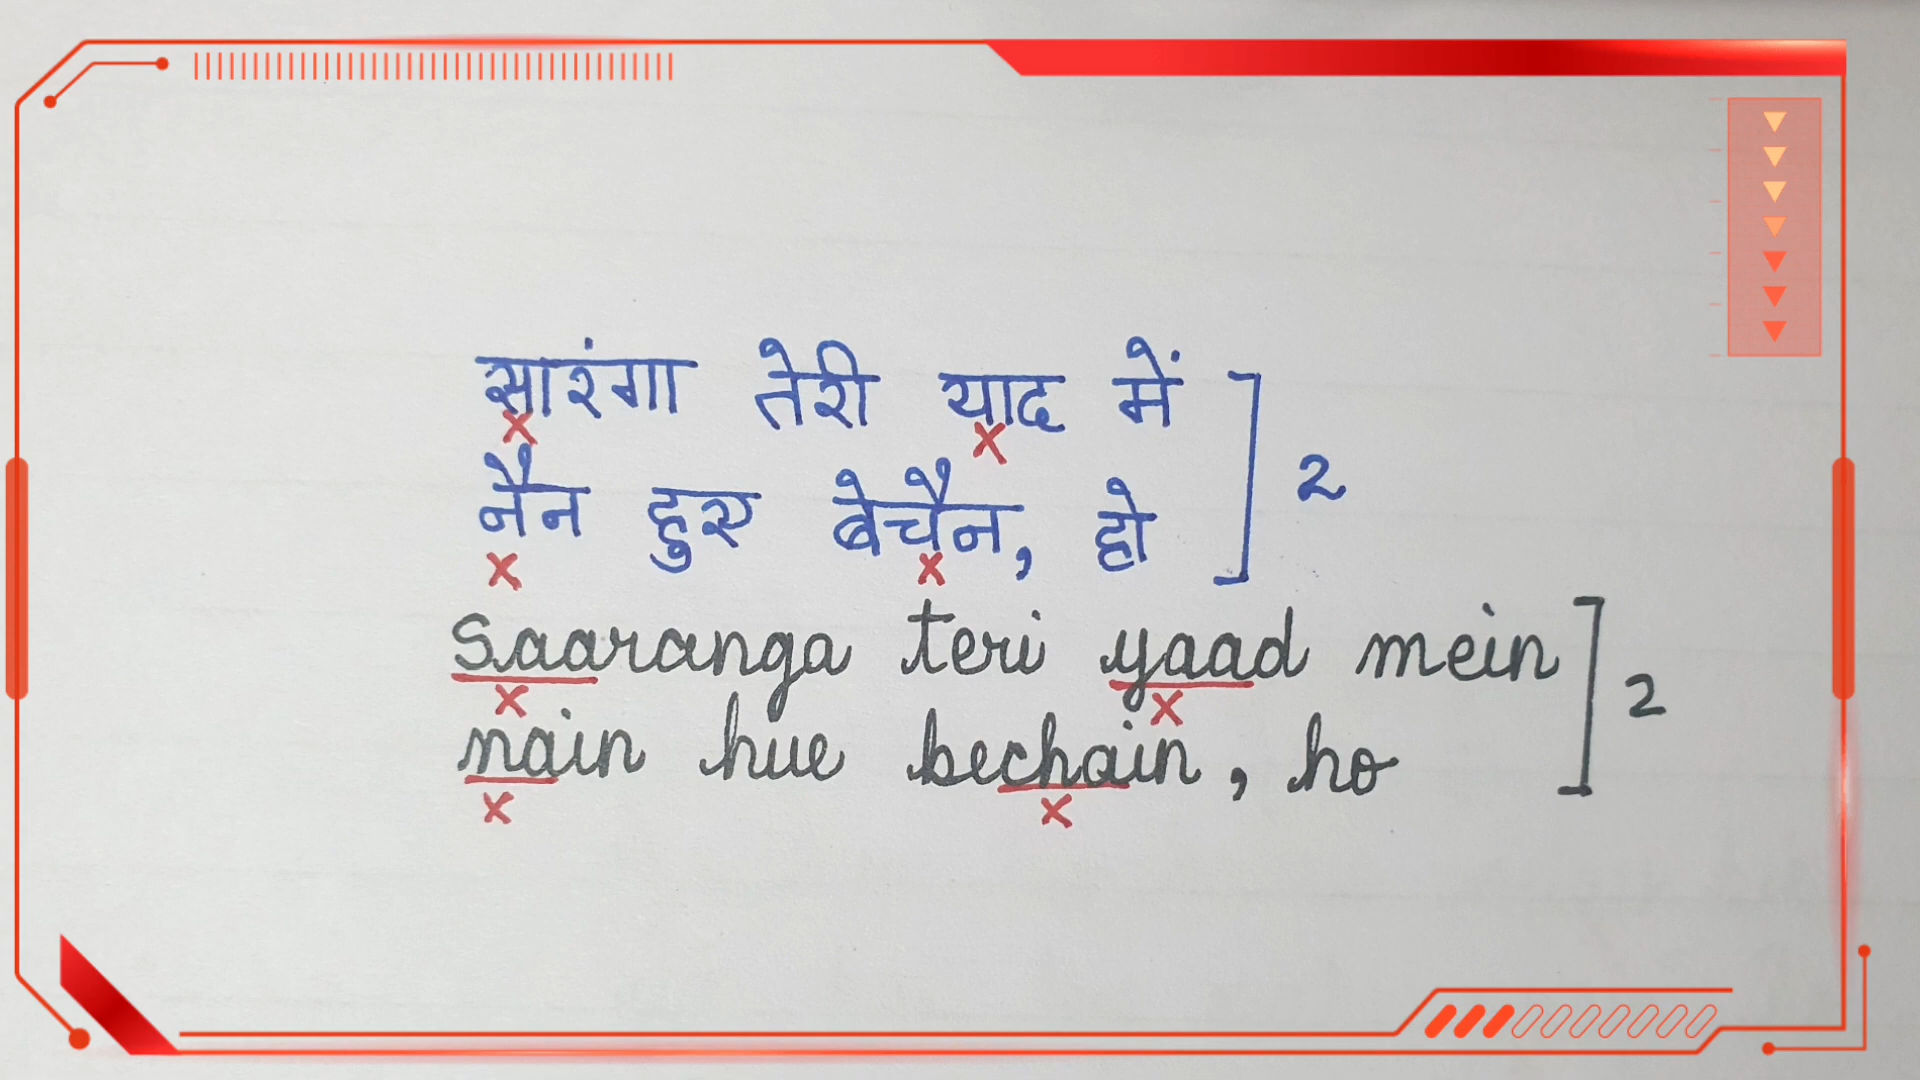 सारंगा तेरी याद में ] 2
x x
नैन हुए बेचैन, हो
x x
Saaranga teri yaad mein ] 2
x x
nain hue bechain, ho
x x